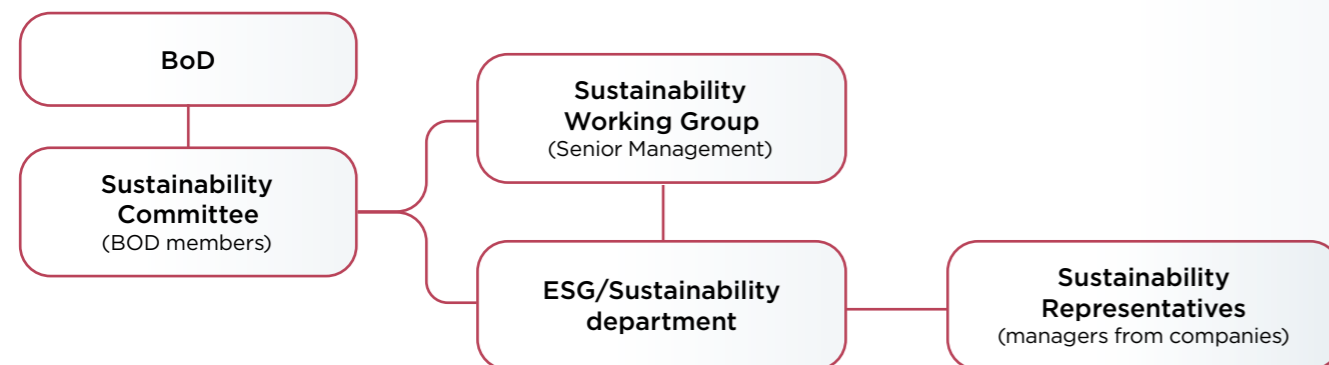 BoD
Sustainability
Committee
(BOD members)
Sustainability
Working Group
(Senior Management)
ESG/Sustainability
department
Sustainability
Representatives
(managers from companies)